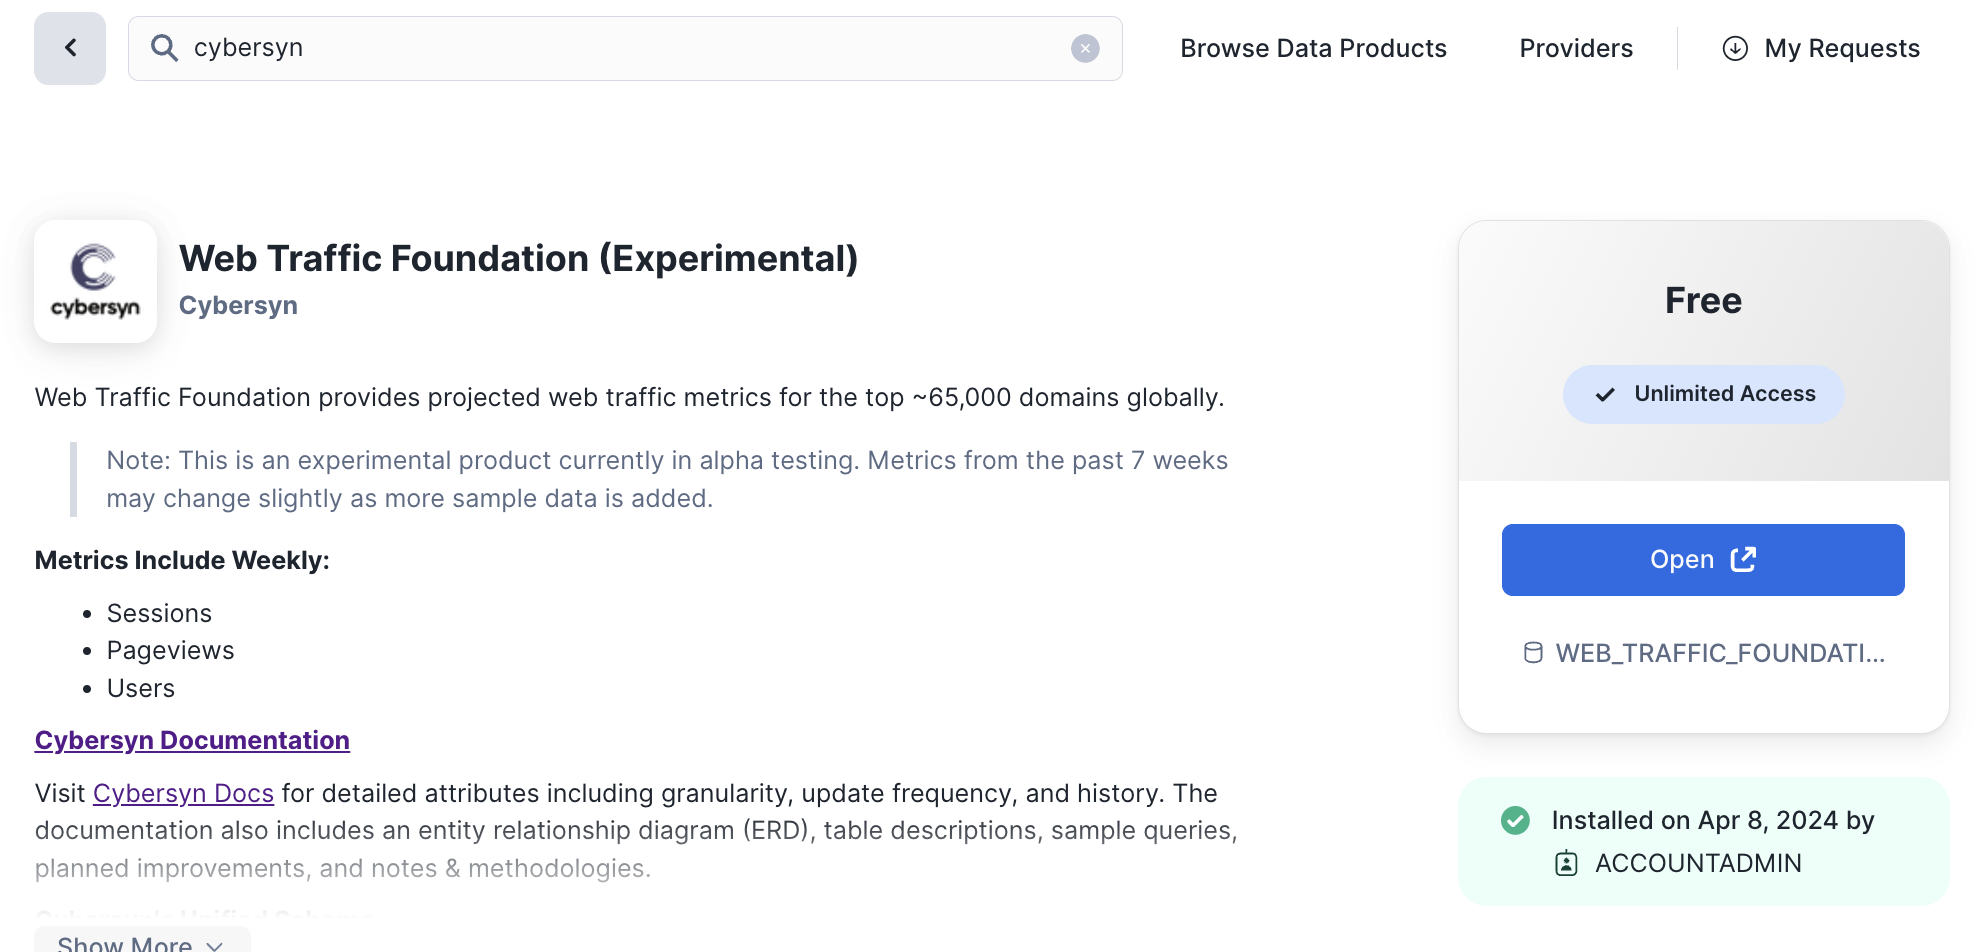 cybersyn
Browse Data Products
Providers
My Requests
cybersyn
Web Traffic Foundation (Experimental)
Cybersyn
Web Traffic Foundation provides projected web traffic metrics for the top ~65,000 domains globally.
Note: This is an experimental product currently in alpha testing. Metrics from the past 7 weeks
may change slightly as more sample data is added.
Metrics Include Weekly:
• Sessions
• Pageviews
• Users
Cybersyn Documentation
Visit Cybersyn Docs for detailed attributes including granularity, update frequency, and history. The
documentation also includes an entity relationship diagram (ERD), table descriptions, sample queries,
planned improvements, and notes & methodologies.
Show More
Free
Unlimited Access
Open
WEB_TRAFFIC_FOUNDATI...
Installed on Apr 8, 2024 by
ACCOUNTADMIN